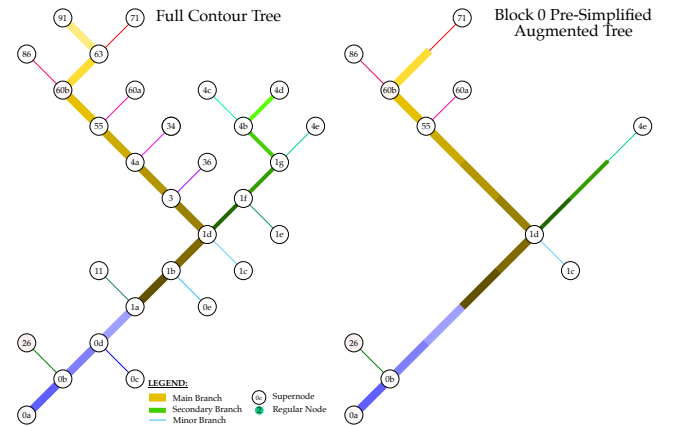 Full Contour Tree
Block 0 Pre-Simplified
Augmented Tree
91 71 71
86 63 86
60b 60a 4c 4d 60b 60a
55 34 4b 4e 55 4e
4a 36 1g
3 1f
1d 1e 1d
11 1b 1c 1c
1a 0e
26 0d 26
0b 0c 0b
0a 0a
LEGEND:
Main Branch
Secondary Branch
Minor Branch
0c Supernode
2 Regular Node